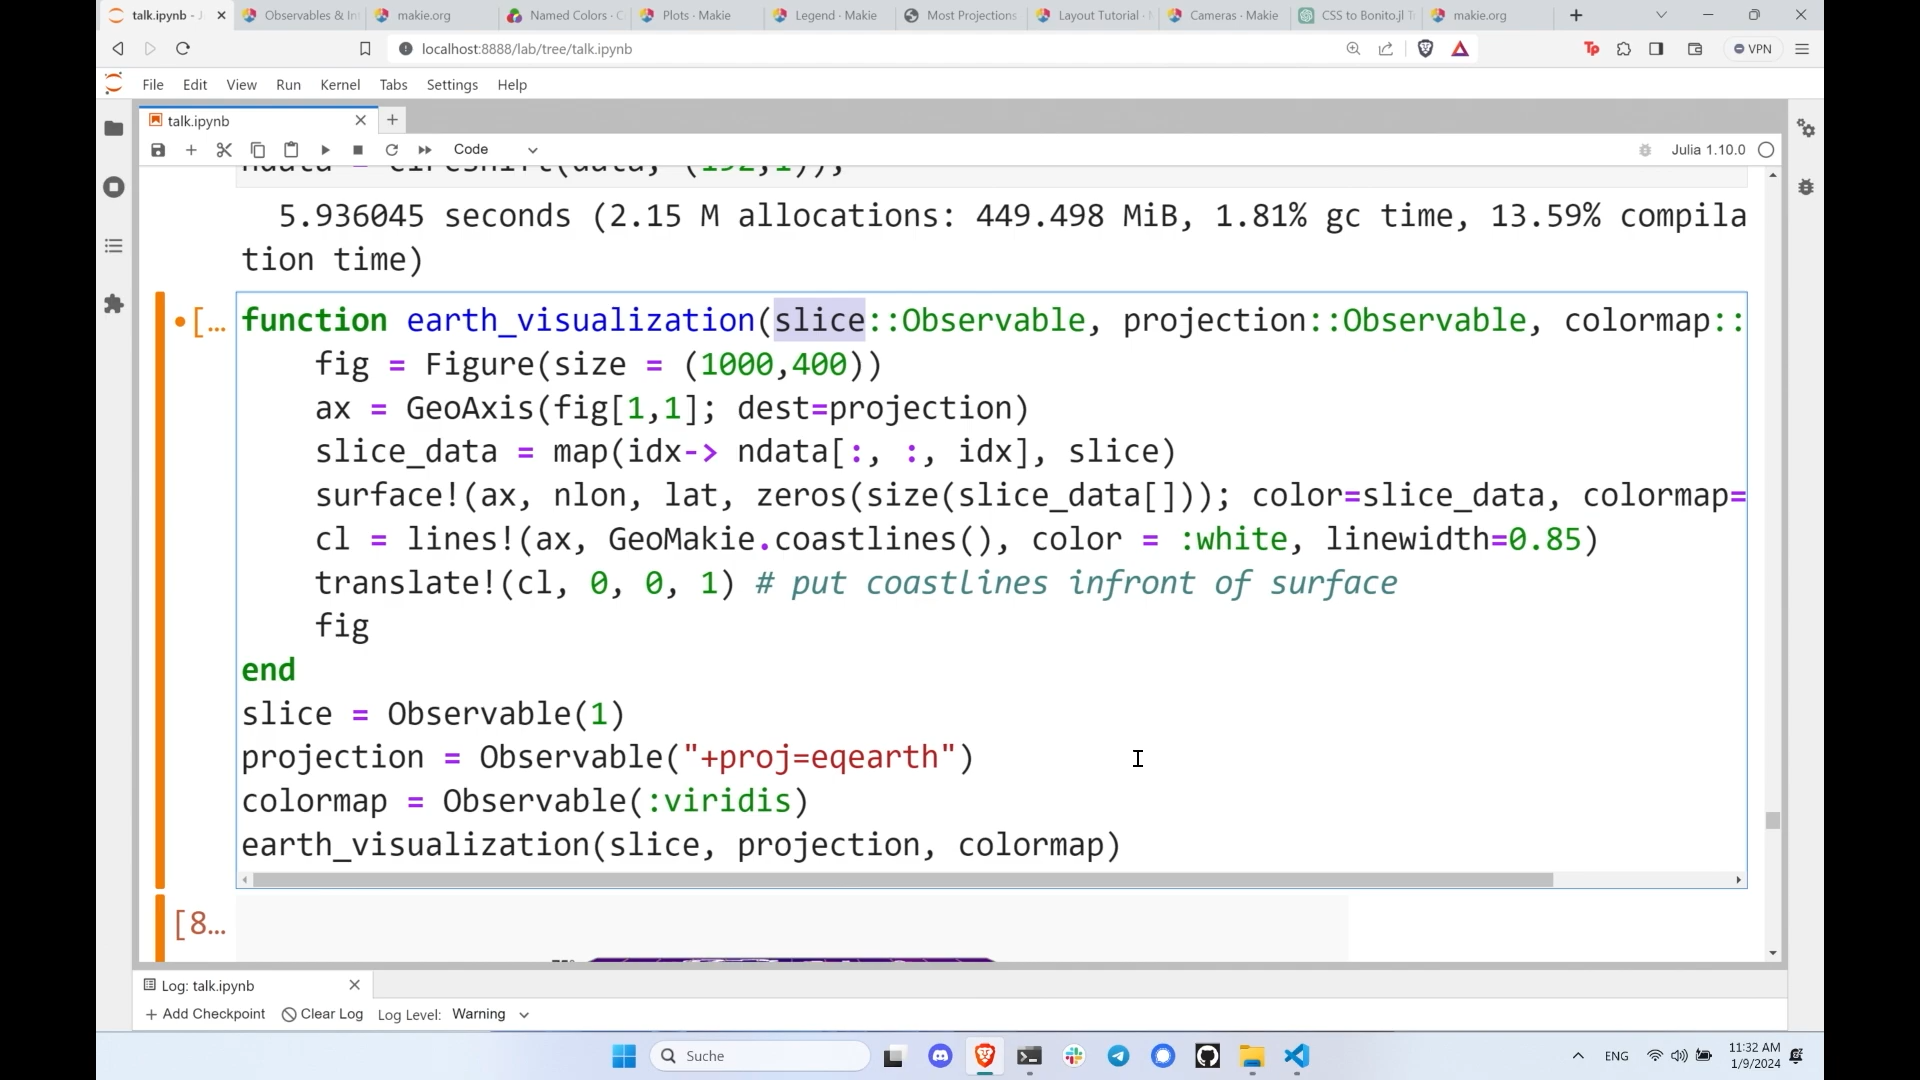 talk.ipynb - J
Observables & Int
makie.org
Named Colors · C
Plots · Makie
Legend · Makie
Most Projections
Layout Tutorial ·
Cameras · Makie
CSS to Bonito.jl T
makie.org
localhost:8888/lab/tree/talk.ipynb
VPN
File Edit View Run Kernel Tabs Settings Help
talk.ipynb
Code
Julia 1.10.0
ndata = circshift(data, (192,1));
5.936045 seconds (2.15 M allocations: 449.498 MiB, 1.81% gc time, 13.59% compila
tion time)
[…
function earth_visualization(slice::Observable, projection::Observable, colormap::
fig = Figure(size = (1000,400))
ax = GeoAxis(fig[1,1]; dest=projection)
slice_data = map(idx-> ndata[:, :, idx], slice)
surface!(ax, nlon, lat, zeros(size(slice_data[])); color=slice_data, colormap=
cl = lines!(ax, GeoMakie.coastlines(), color = :white, linewidth=0.85)
translate!(cl, 0, 0, 1) # put coastlines infront of surface
fig
end
slice = Observable(1)
projection = Observable("+proj=eqearth")
colormap = Observable(:viridis)
earth_visualization(slice, projection, colormap)
[8…
Log: talk.ipynb
+ Add Checkpoint Clear Log Log Level: Warning
Suche
ENG
11:32 AM
1/9/2024